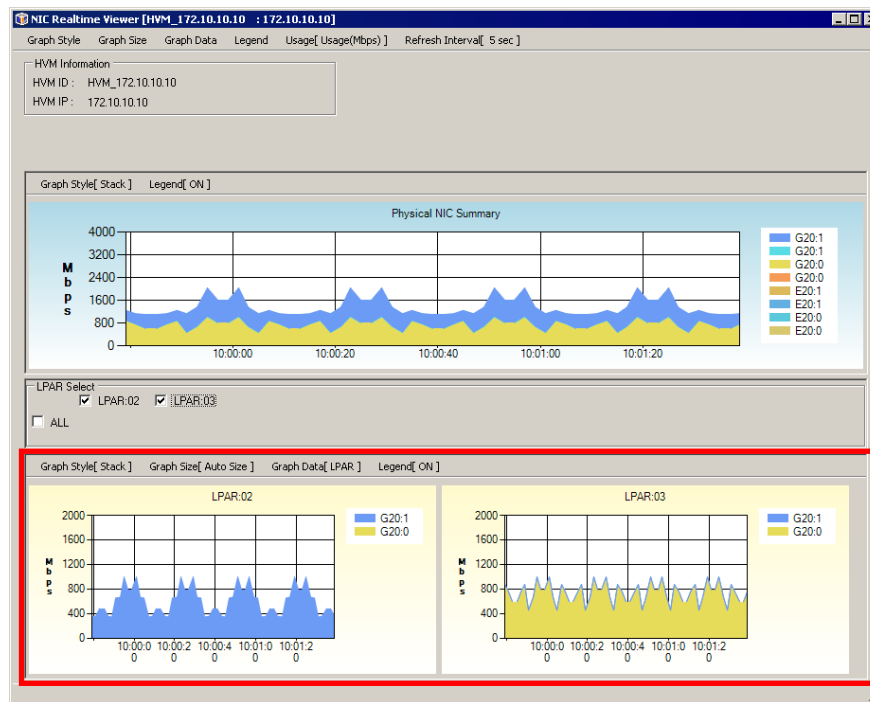 NIC Realtime Viewer [HVM_172.10.10.10 : 172.10.10.10]
Graph Style Graph Size Graph Data Legend Usage[ Usage(Mbps) ] Refresh Interval[ 5 sec ]
HVM Information
HVM ID : HVM_172.10.10.10
HVM IP : 172.10.10.10
Graph Style[ Stack ] Legend[ ON ]
Physical NIC Summary
Mbps
4000
3200
2400
1600
800
0
10:00:00 10:00:20 10:00:40 10:01:00 10:01:20
G20:1
G20:1
G20:0
G20:0
E20:1
E20:1
E20:0
E20:0
LPAR Select
LPAR:02 LPAR:03
ALL
Graph Style[ Stack ] Graph Size[ Auto Size ] Graph Data[ LPAR ] Legend[ ON ]
LPAR:02
Mbps
2000
1600
1200
800
400
0
10:00:0 10:00:2 10:00:4 10:01:0 10:01:2
0 0 0 0 0
G20:1
G20:0
LPAR:03
Mbps
2000
1600
1200
800
400
0
10:00:0 10:00:2 10:00:4 10:01:0 10:01:2
0 0 0 0 0
G20:1
G20:0